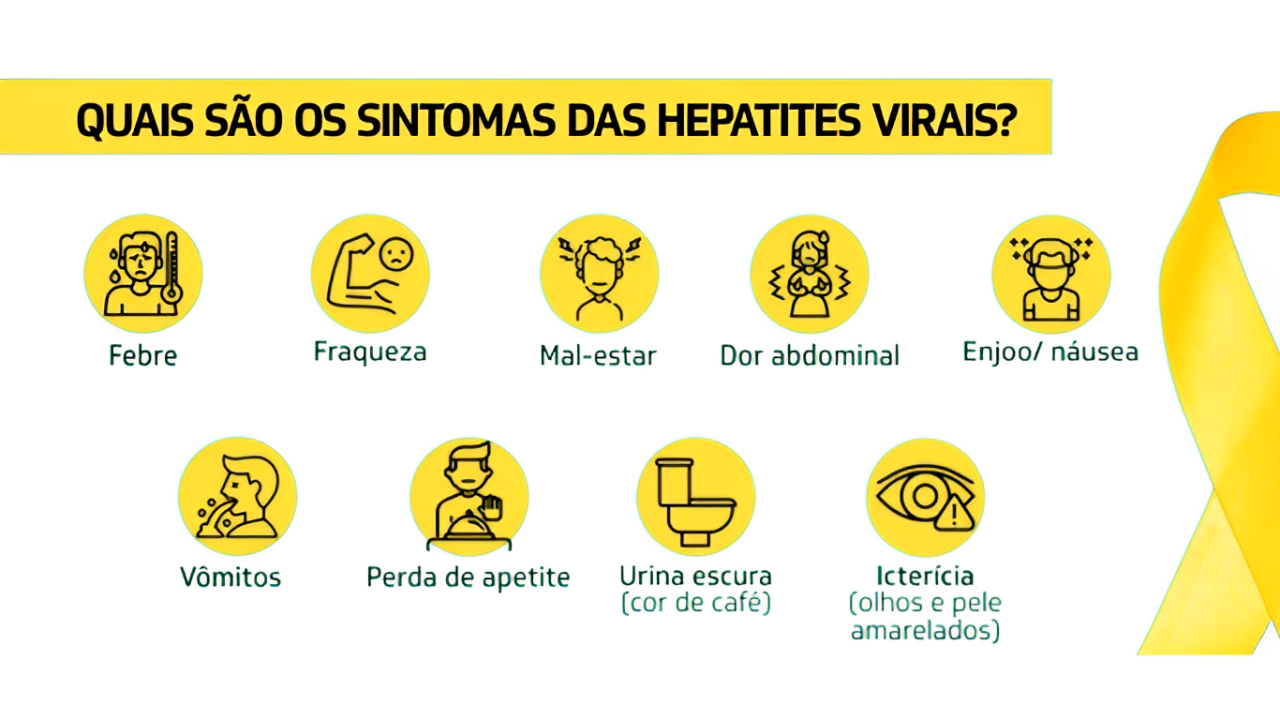 QUAIS SÃO OS SINTOMAS DAS HEPATITES VIRAIS?
Febre
Fraqueza
Mal-estar
Dor abdominal
Enjoo/ náusea
Vômitos
Perda de apetite
Urina escura
(cor de café)
Icterícia
(olhos e pele
amarelados)